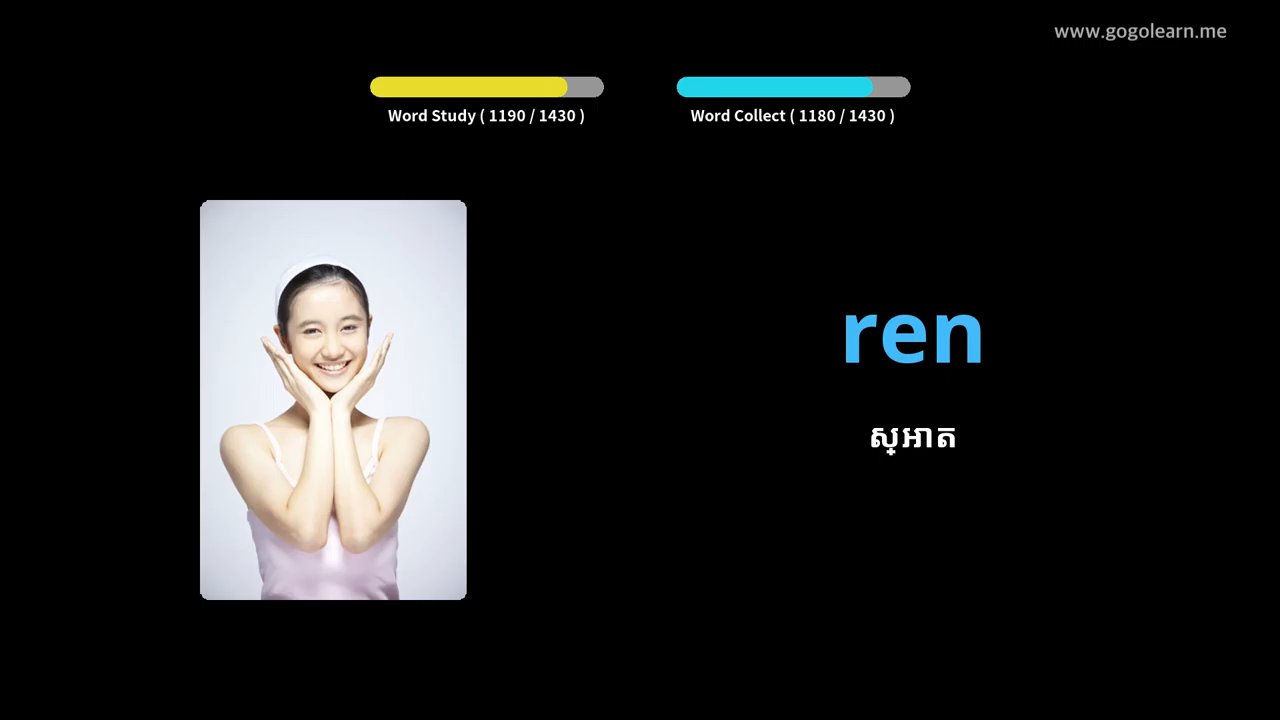 www.gogolearn.me
Word Study ( 1190 / 1430 )
Word Collect ( 1180 / 1430 )
ren
ស្អាត